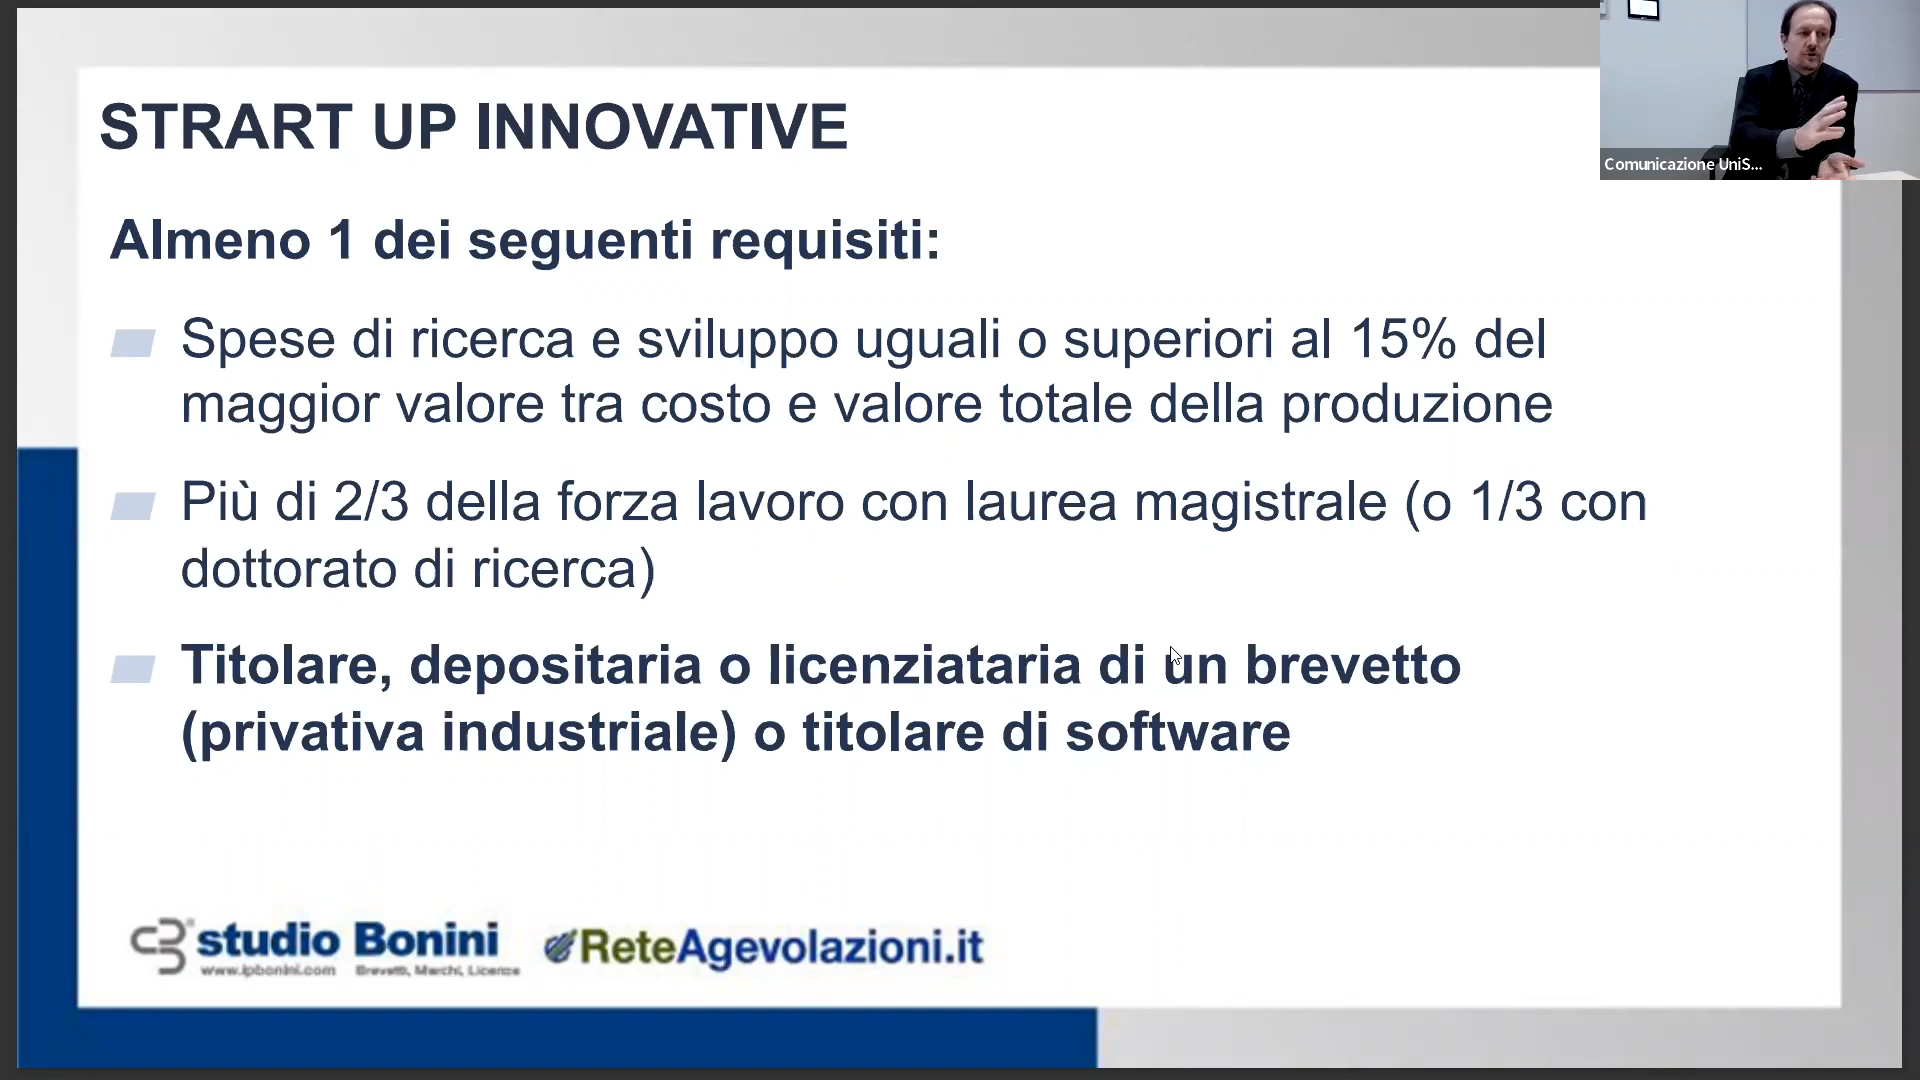 STRART UP INNOVATIVE
Almeno 1 dei seguenti requisiti:
Spese di ricerca e sviluppo uguali o superiori al 15% del
maggior valore tra costo e valore totale della produzione
Più di 2/3 della forza lavoro con laurea magistrale (o 1/3 con
dottorato di ricerca)
Titolare, depositaria o licenziataria di un brevetto
(privativa industriale) o titolare di software
Comunicazione UniS...
studio Bonini
www.ipbonini.com Brevetti, Marchi, Licenze
ReteAgevolazioni.it